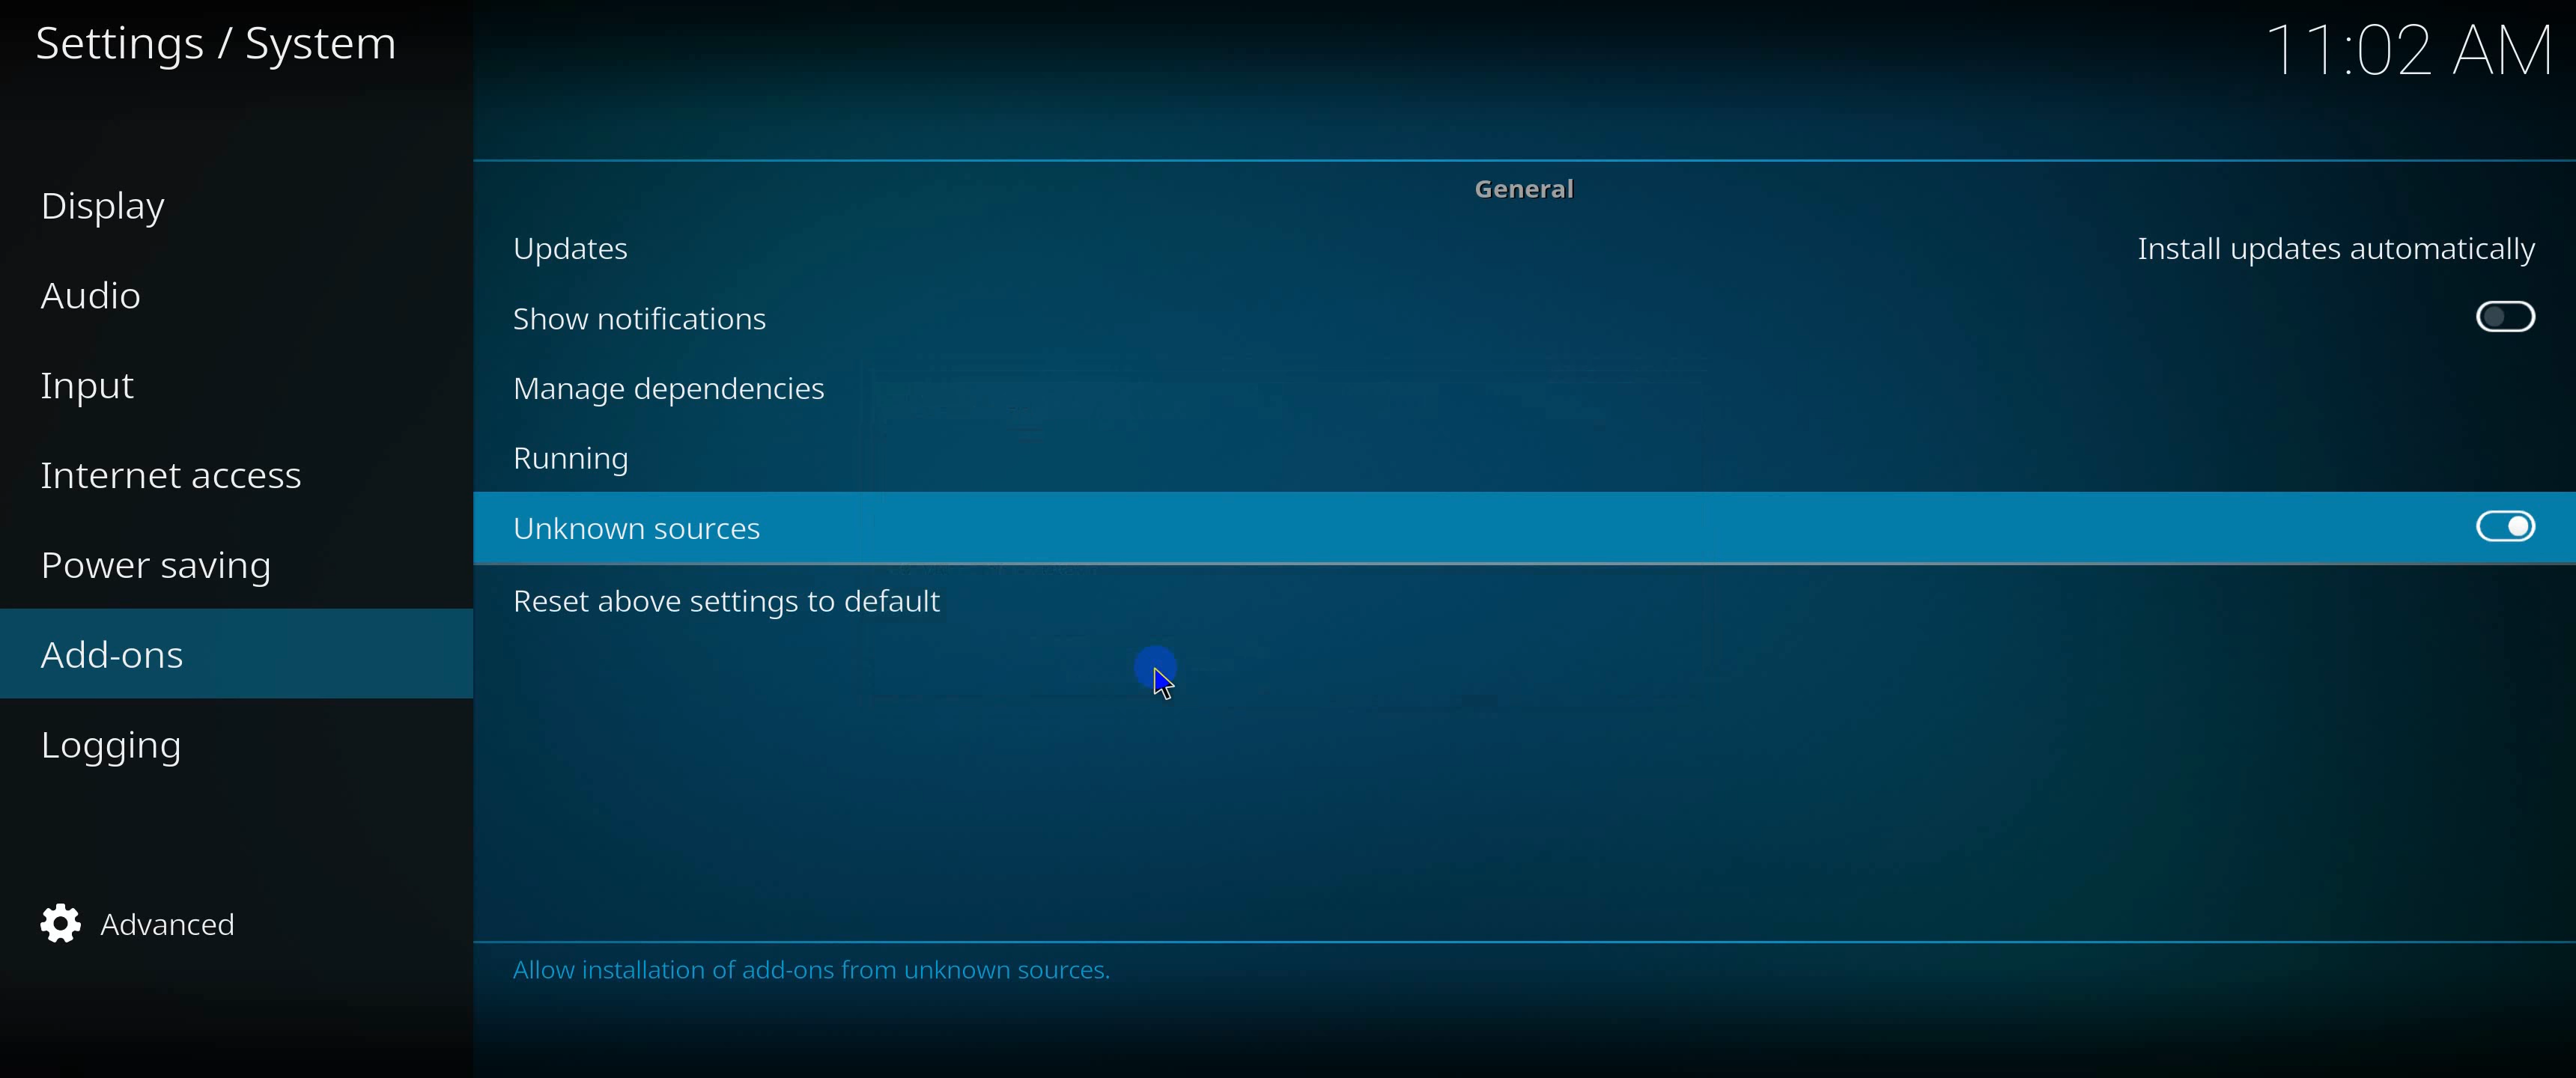 Settings / System
11:02 AM
Display
Audio
Input
Internet access
Power saving
Add-ons
Logging
Advanced
General
Updates
Install updates automatically
Show notifications
Manage dependencies
Running
Unknown sources
Reset above settings to default
Allow installation of add-ons from unknown sources.